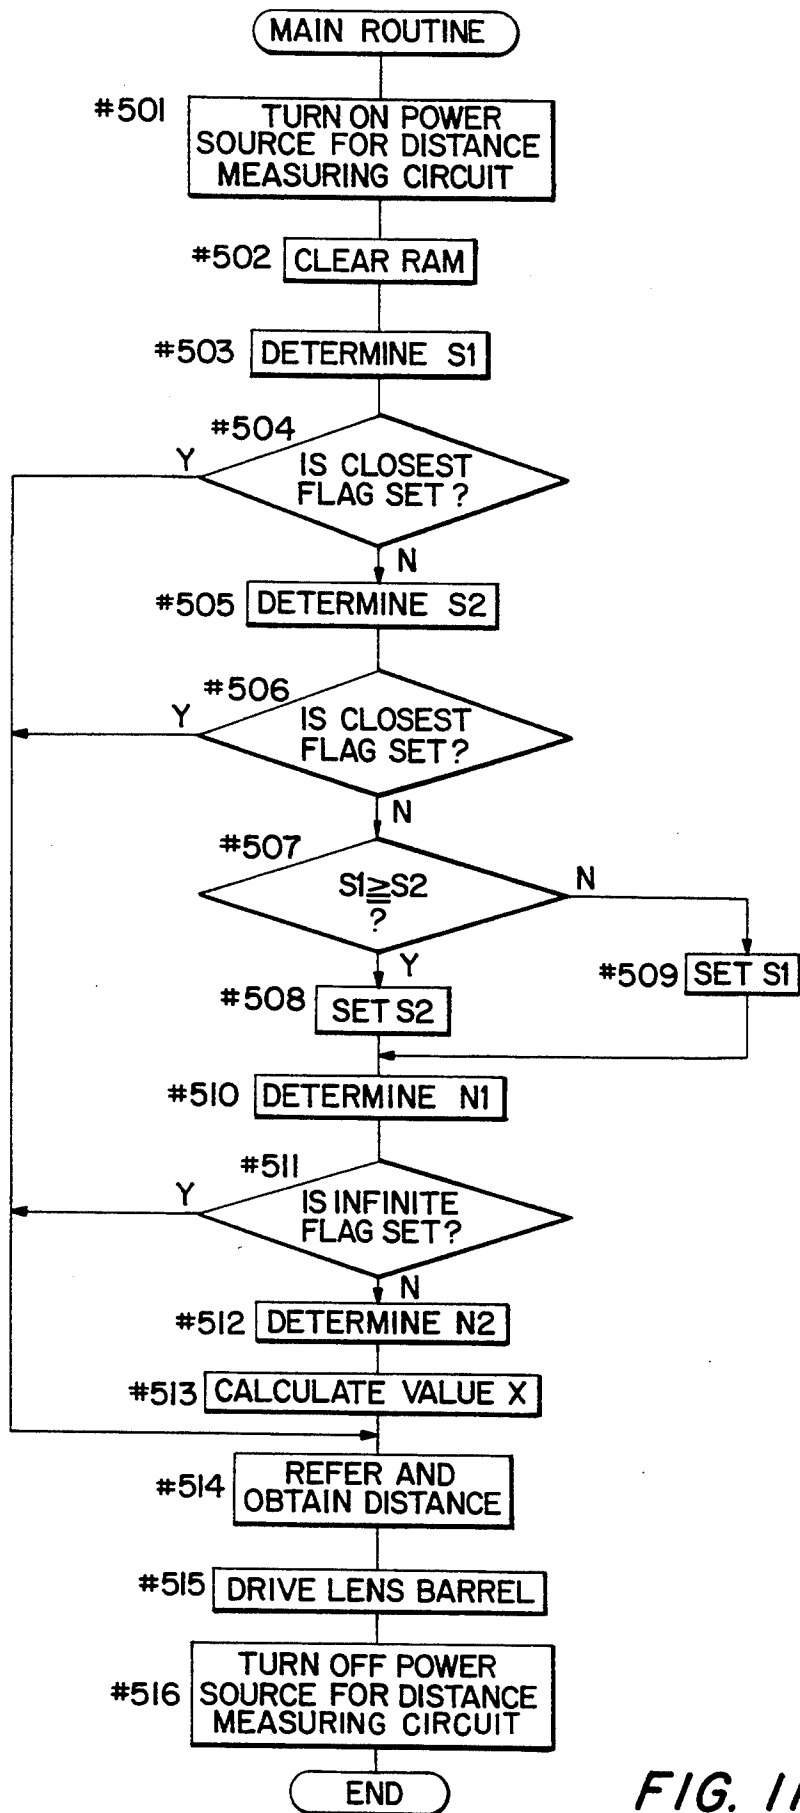 MAIN ROUTINE
#501
TURN ON POWER
SOURCE FOR DISTANCE
MEASURING CIRCUIT
#502
CLEAR RAM
#503
DETERMINE S1
#504
Y
IS CLOSEST
FLAG SET?
N
#505
DETERMINE S2
#506
Y
IS CLOSEST
FLAG SET?
N
#507
S1≧S2
?
N
Y
#508
SET S2
#509
SET S1
#510
DETERMINE N1
#511
Y
IS INFINITE
FLAG SET?
N
#512
DETERMINE N2
#513
CALCULATE VALUE X
#514
REFER AND
OBTAIN DISTANCE
#515
DRIVE LENS BARREL
#516
TURN OFF POWER
SOURCE FOR DISTANCE
MEASURING CIRCUIT
END
FIG. 11